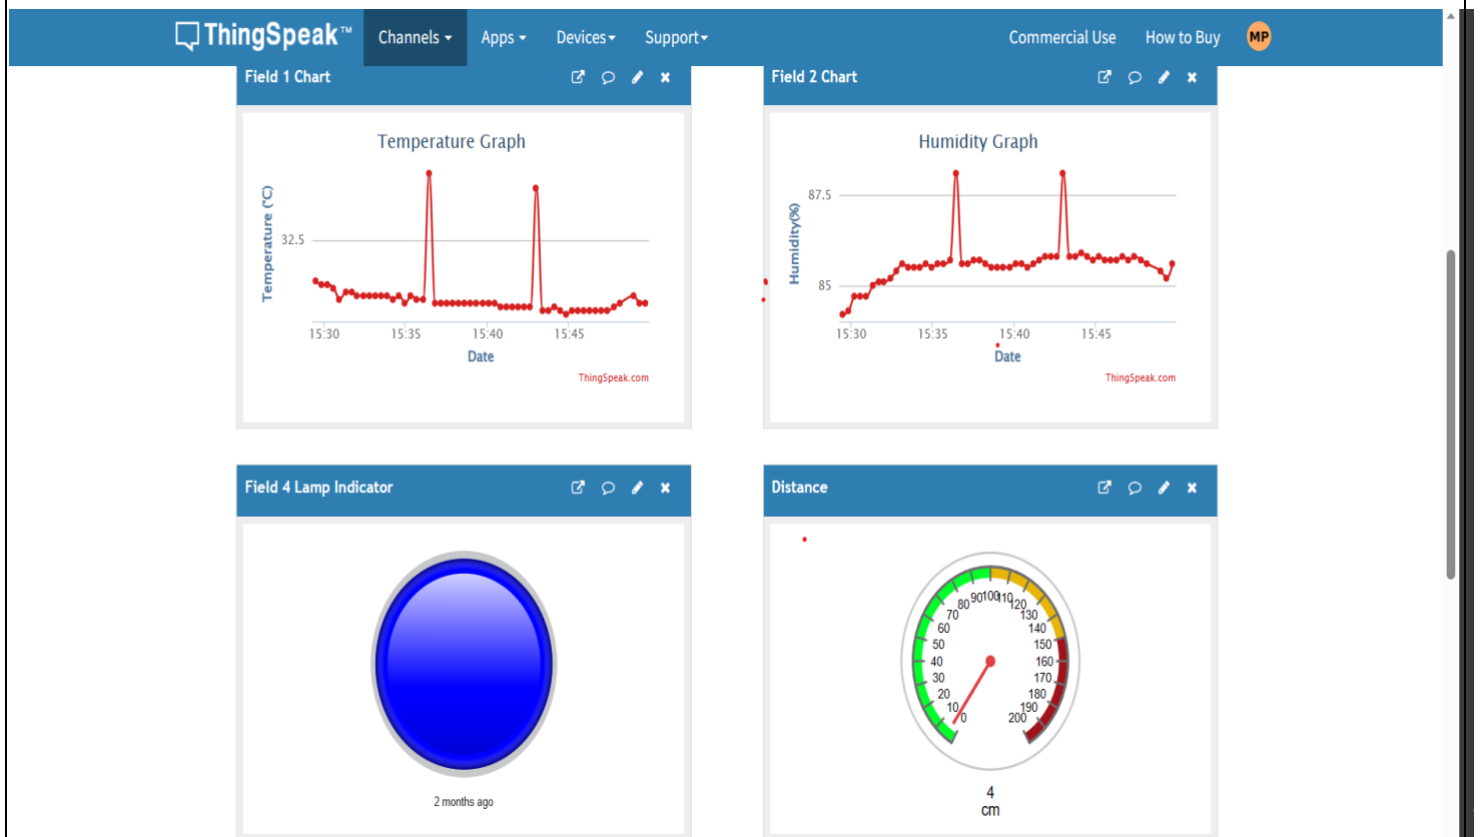 ThingSpeak™ Channels Apps Devices Support Commercial Use How to Buy MP
Field 1 Chart
Temperature Graph
Temperature (°C)
32.5
15:30 15:35 15:40 15:45
Date
ThingSpeak.com
Field 2 Chart
Humidity Graph
Humidity(%)
87.5
85
15:30 15:35 15:40 15:45
Date
ThingSpeak.com
Field 4 Lamp Indicator
2 months ago
Distance
0 10 20 30 40 50 60 70 80 90 100 110 120 130 140 150 160 170 180 190 200
4
cm